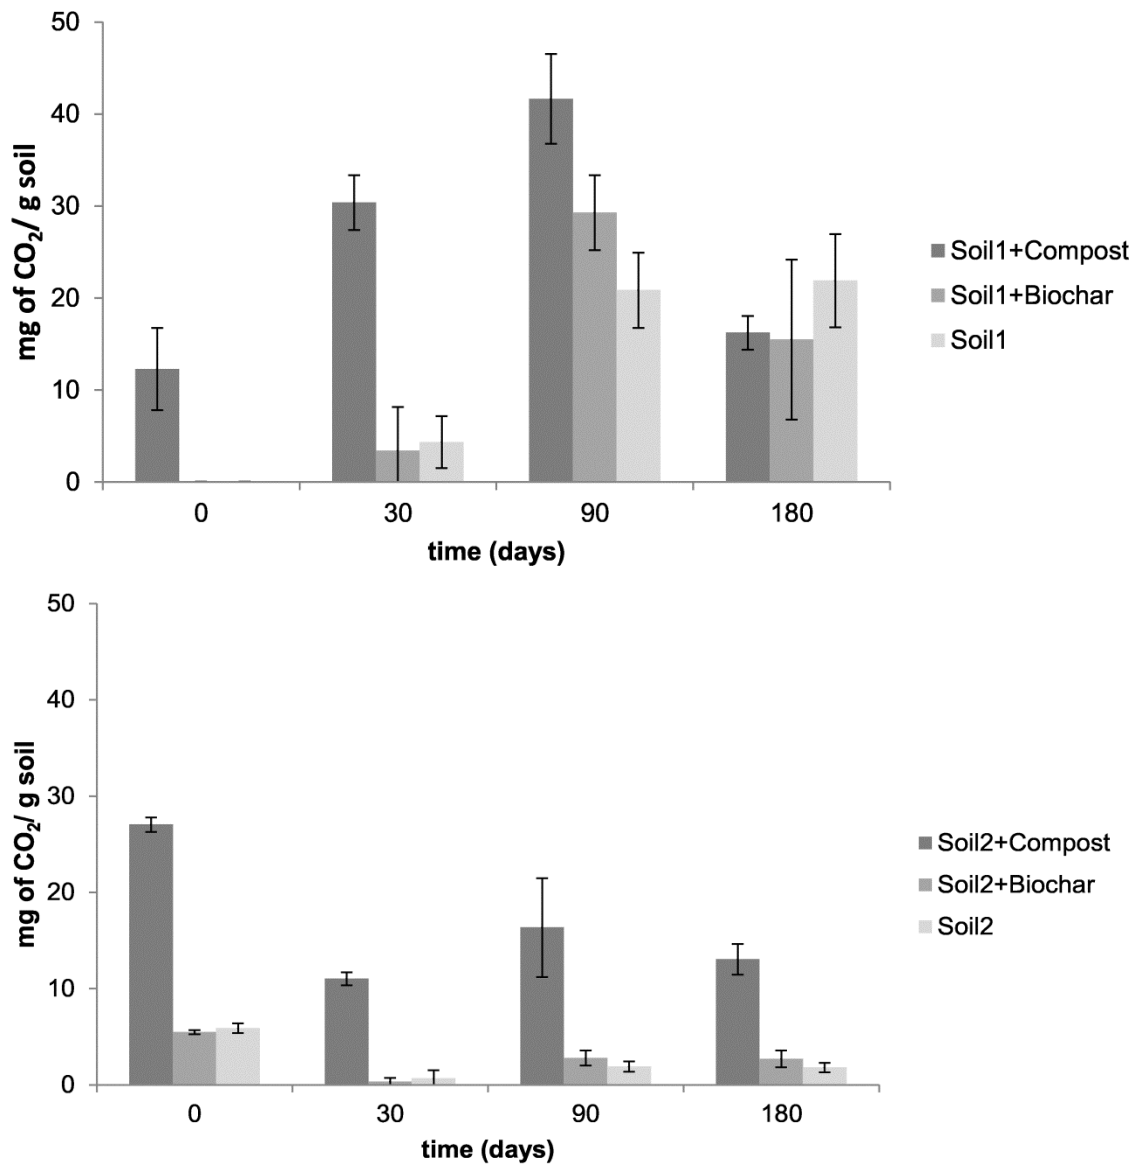 50
40
30
20
10
0
mg of CO₂/ g soil
0 30 90 180
time (days)
Soil1+Compost
Soil1+Biochar
Soil1
50
40
30
20
10
0
mg of CO₂/ g soil
0 30 90 180
time (days)
Soil2+Compost
Soil2+Biochar
Soil2